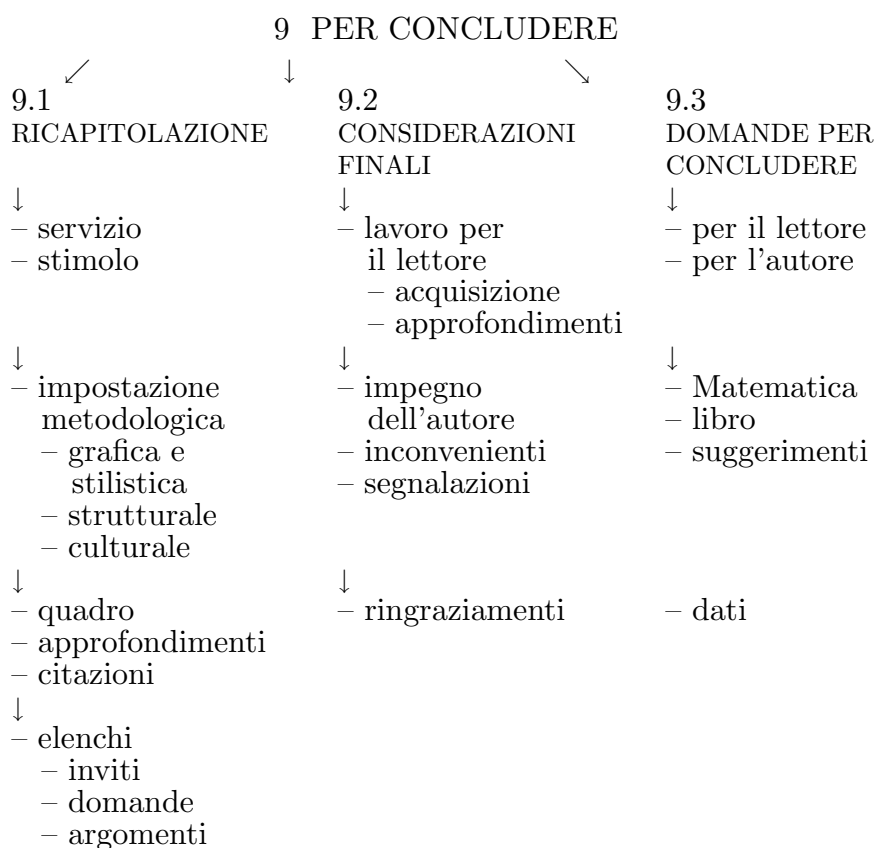 9 PER CONCLUDERE
↙ ↓ ↘
9.1
RICAPITOLAZIONE
↓
– servizio
– stimolo
↓
– impostazione
metodologica
– grafica e
stilistica
– strutturale
– culturale
↓
– quadro
– approfondimenti
– citazioni
↓
– elenchi
– inviti
– domande
– argomenti
9.2
CONSIDERAZIONI
FINALI
↓
– lavoro per
il lettore
– acquisizione
– approfondimenti
↓
– impegno
dell'autore
– inconvenienti
– segnalazioni
↓
– ringraziamenti
9.3
DOMANDE PER
CONCLUDERE
↓
– per il lettore
– per l'autore
↓
– Matematica
– libro
– suggerimenti
– dati